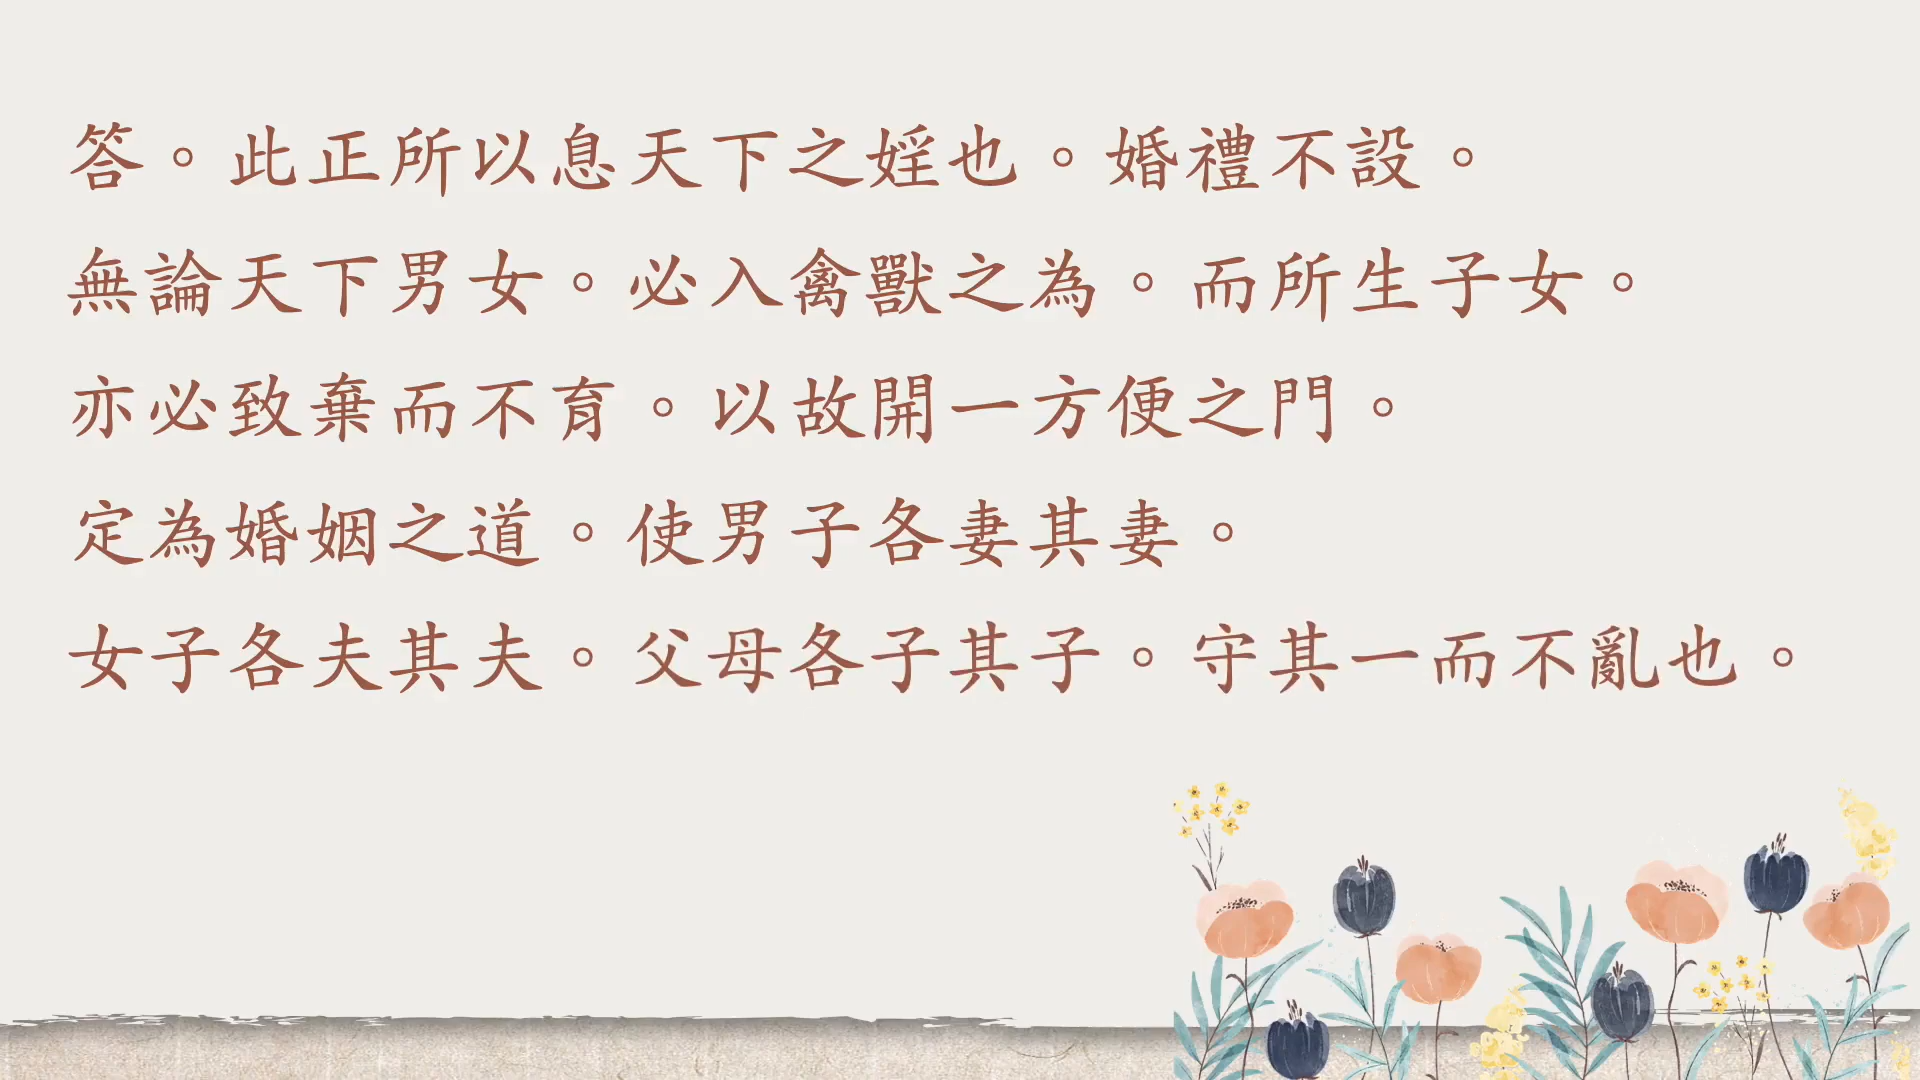 答。此正所以息天下之婬也。婚禮不設。
無論天下男女。必入禽獸之為。而所生子女。
亦必致棄而不育。以故開一方便之門。
定為婚姻之道。使男子各妻其妻。
女子各夫其夫。父母各子其子。守其一而不亂也。